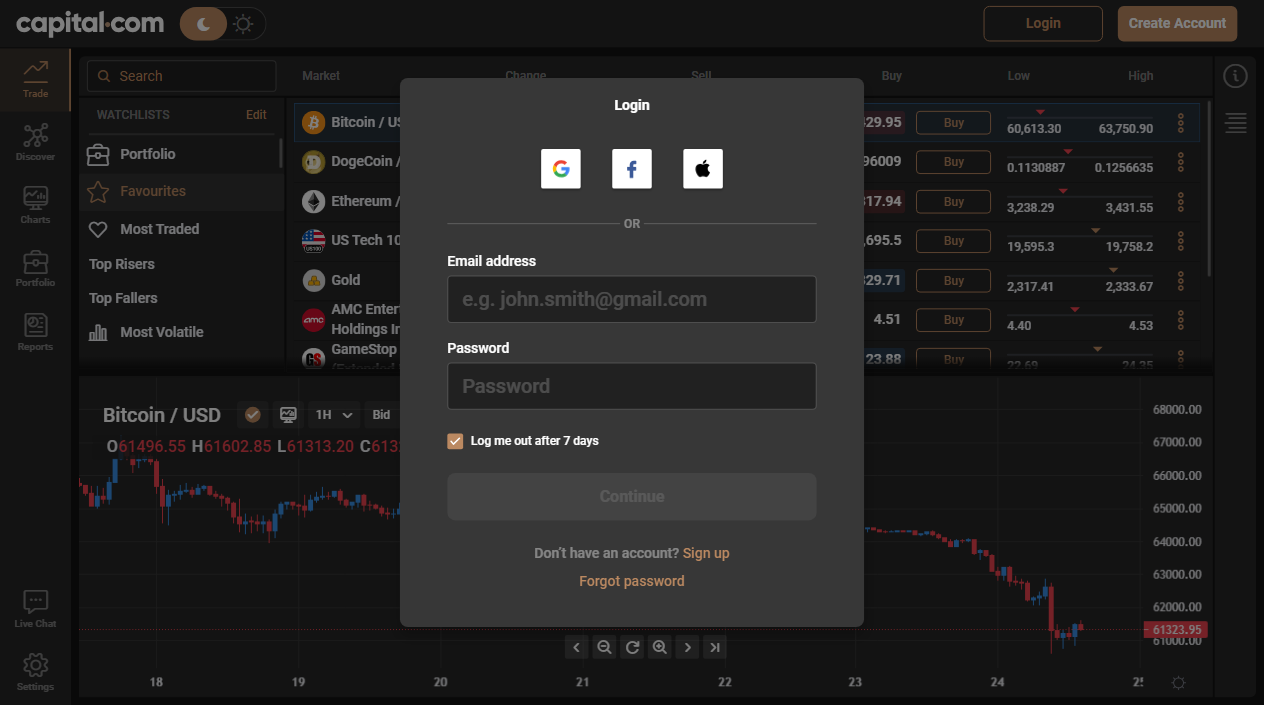 capital.com
Login
Create Account
Trade
Discover
Charts
Portfolio
Reports
Live Chat
Settings
Search
WATCHLISTS Edit
Portfolio
Favourites
Most Traded
Top Risers
Top Fallers
Most Volatile
Market Change Sell Buy Low High
Bitcoin / US 29.95 Buy 60,613.30 63,750.90
DogeCoin / 96009 Buy 0.1130887 0.1256635
Ethereum / 17.94 Buy 3,238.29 3,431.55
US Tech 10 ,695.5 Buy 19,595.3 19,758.2
Gold 29.71 Buy 2,317.41 2,333.67
AMC Enter
Holdings In 4.51 Buy 4.40 4.53
GameStop 23.88 Buy 22.69 24.35
(Extended
Login
OR
Email address
e.g. john.smith@gmail.com
Password
Password
Log me out after 7 days
Continue
Don't have an account? Sign up
Forgot password
Bitcoin / USD 1H Bid
O61496.55 H61602.85 L61313.20 C613
68000.00
67000.00
66000.00
65000.00
64000.00
63000.00
62000.00
61323.95
61000.00
18 19 20 21 22 23 24 25